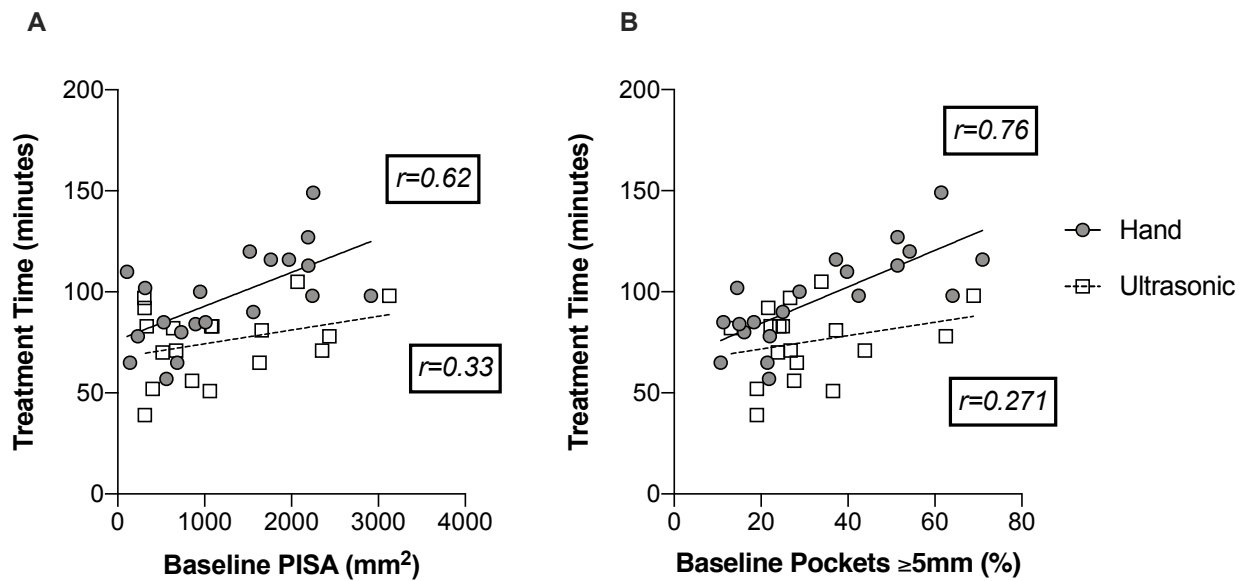 A
Treatment Time (minutes)
200
150
100
50
0
r=0.62
r=0.33
0 1000 2000 3000 4000
Baseline PISA (mm²)
B
Treatment Time (minutes)
200
150
100
50
0
r=0.76
r=0.271
0 20 40 60 80
Baseline Pockets ≥5mm (%)
Hand
Ultrasonic